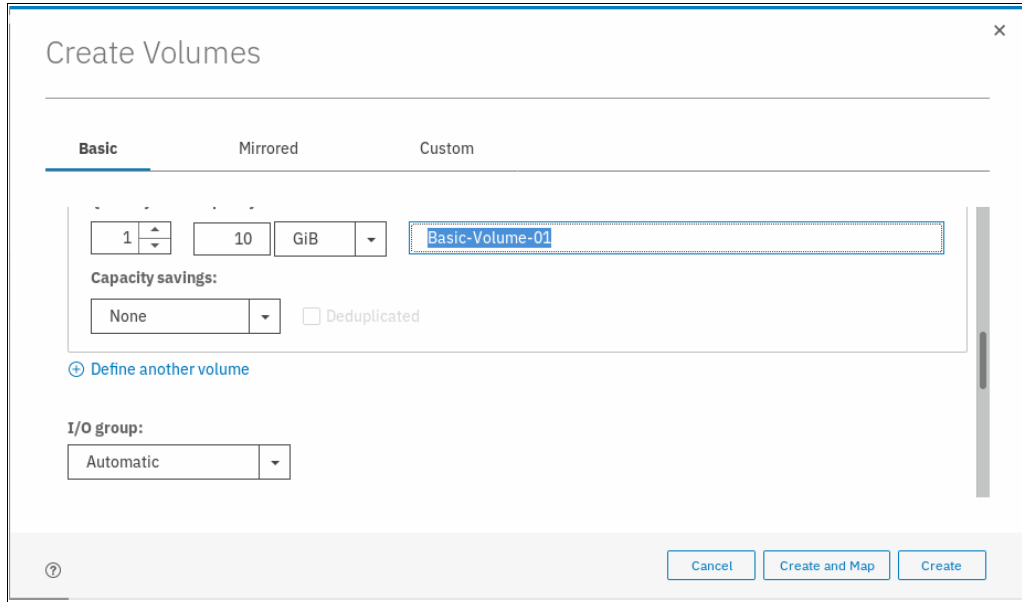 Create Volumes
Basic Mirrored Custom
1 10 GiB Basic-Volume-01
Capacity savings:
None Deduplicated
Define another volume
I/O group:
Automatic
Cancel Create and Map Create